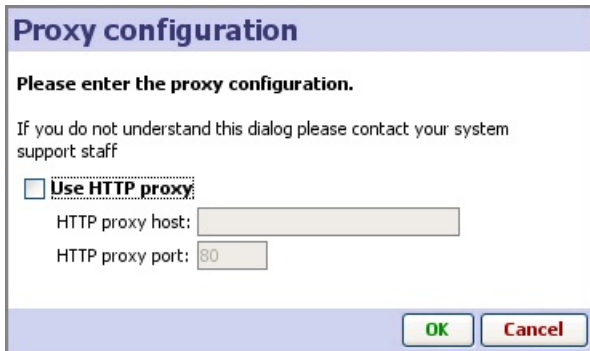 Proxy configuration
Please enter the proxy configuration.
If you do not understand this dialog please contact your system
support staff
Use HTTP proxy
HTTP proxy host:
HTTP proxy port: 80
OK Cancel